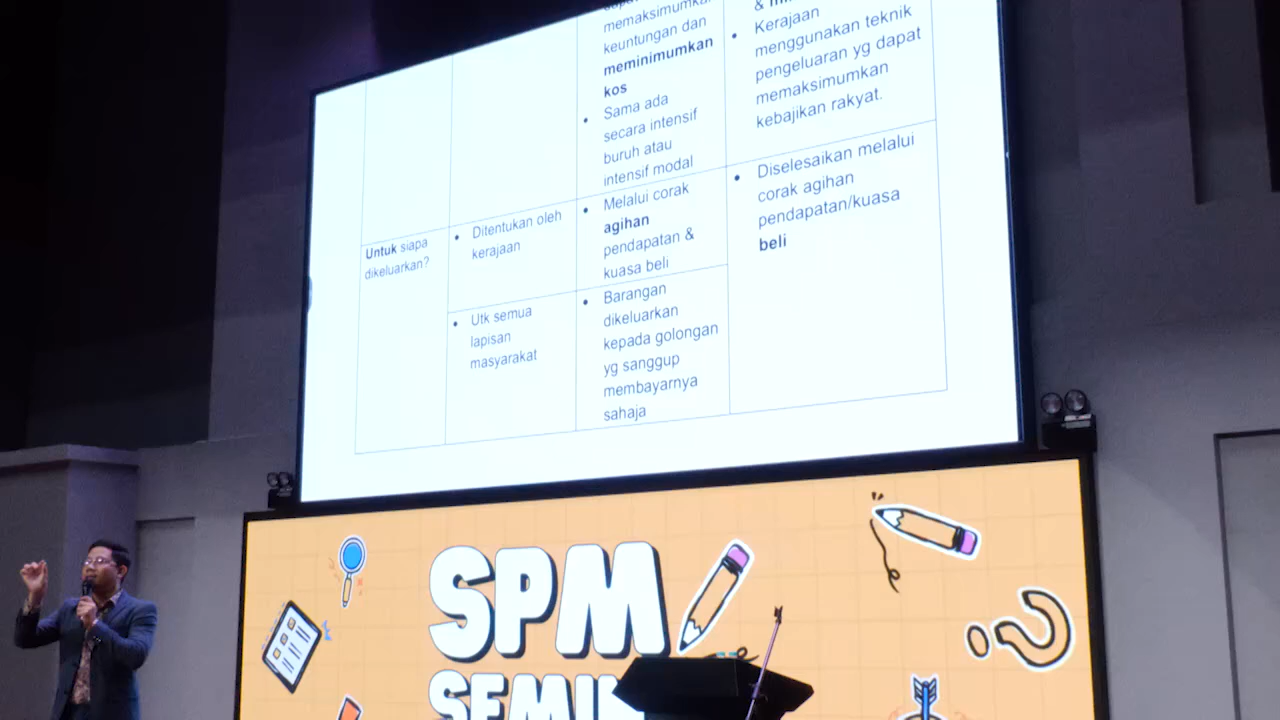 memaksimumkan
keuntungan dan
meminimumkan
kos
• Sama ada
secara intensif
buruh atau
intensif modal
&
• Kerajaan
menggunakan teknik
pengeluaran yg dapat
memaksimumkan
kebajikan rakyat.
Untuk siapa
dikeluarkan?
• Ditentukan oleh
kerajaan
• Melalui corak
agihan
pendapatan &
kuasa beli
• Diselesaikan melalui
corak agihan
pendapatan/kuasa
beli
• Utk semua
lapisan
masyarakat
• Barangan
dikeluarkan
kepada golongan
yg sanggup
membayarnya
sahaja
SPM